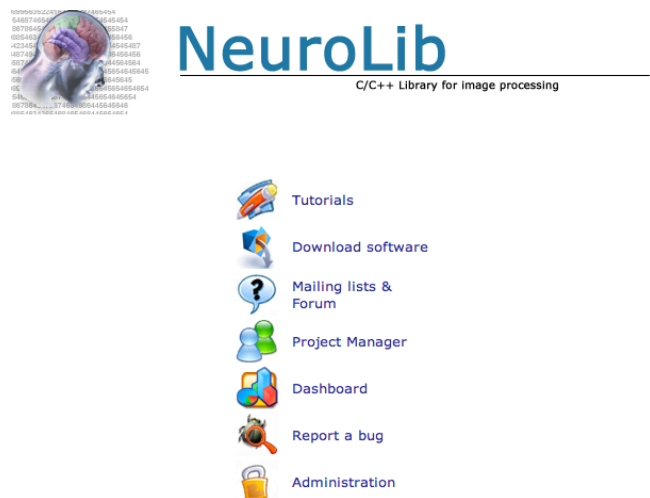 NeuroLib
C/C++ Library for image processing
Tutorials
Download software
Mailing lists &
Forum
Project Manager
Dashboard
Report a bug
Administration